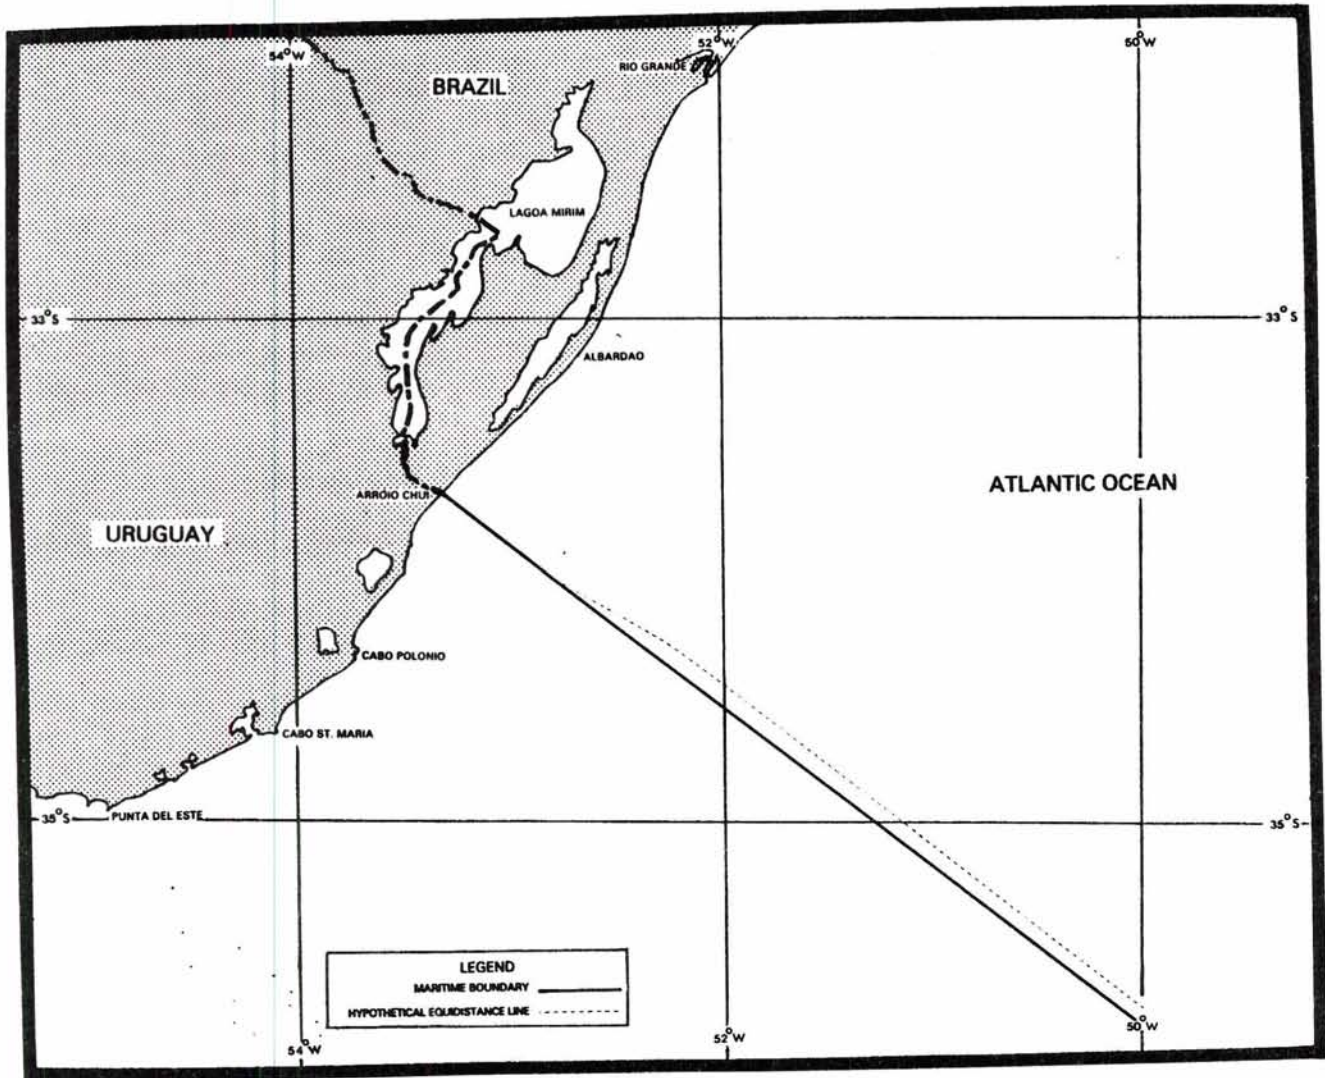 54°W
52°W
50°W
RIO GRANDE
BRAZIL
LAGOA MIRIM
33°S
33°S
ALBARDAO
ATLANTIC OCEAN
ARROIO CHUI
URUGUAY
CABO POLONIO
CABO ST. MARIA
35°S
PUNTA DEL ESTE
35°S
LEGEND
MARITIME BOUNDARY
HYPOTHETICAL EQUIDISTANCE LINE
54°W
52°W
50°W